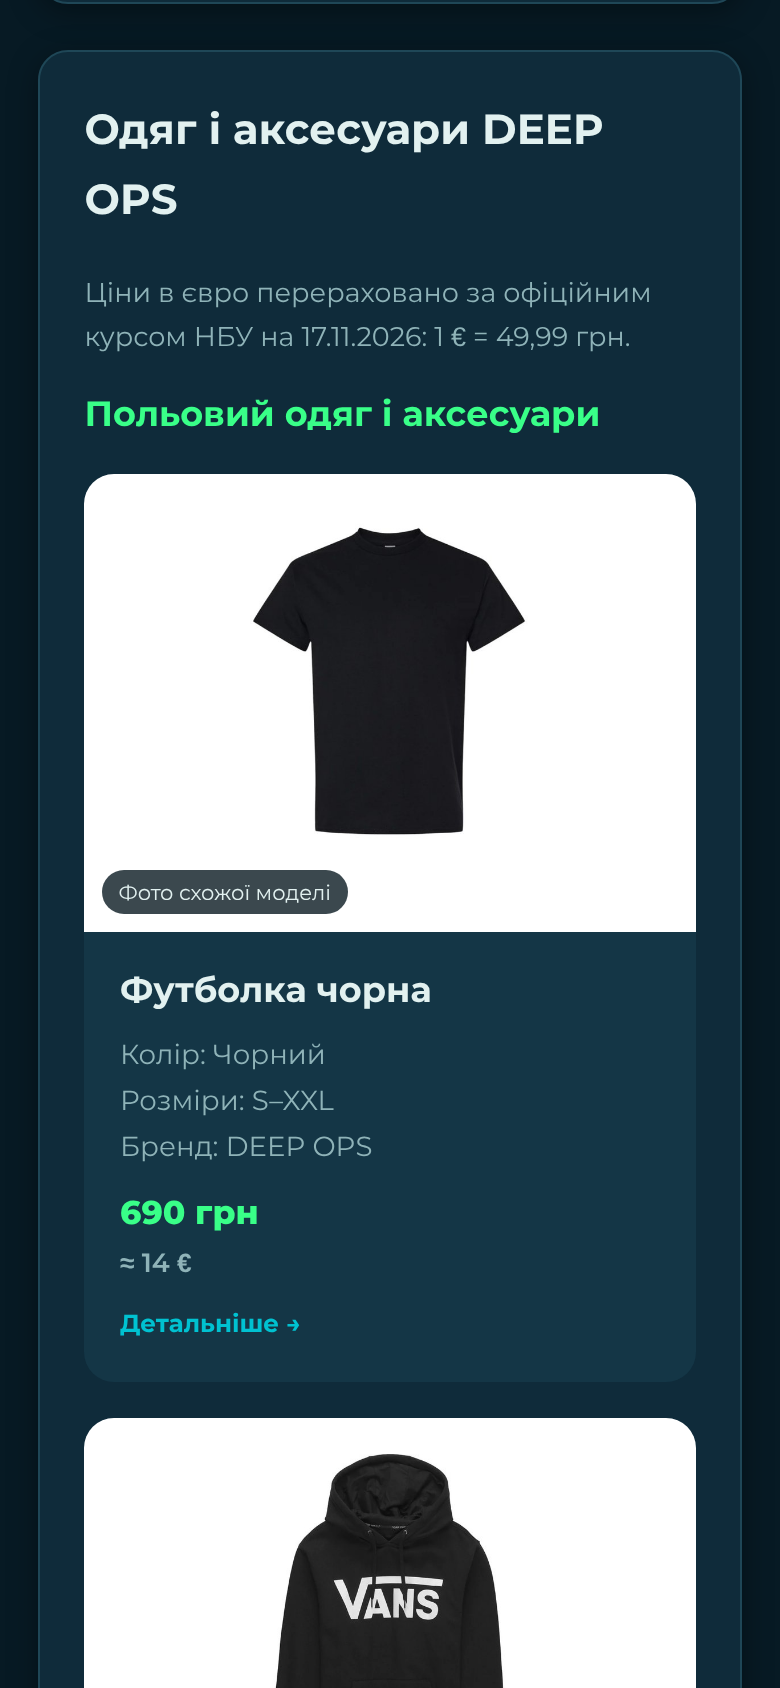 Одяг і аксесуари DEEP
OPS
Ціни в євро перераховано за офіційним
курсом НБУ на 17.11.2026: 1 € = 49,99 грн.
Польовий одяг і аксесуари
Фото схожої моделі
Футболка чорна
Колір: Чорний
Розміри: S–XXL
Бренд: DEEP OPS
690 грн
≈ 14 €
Детальніше →
VANS